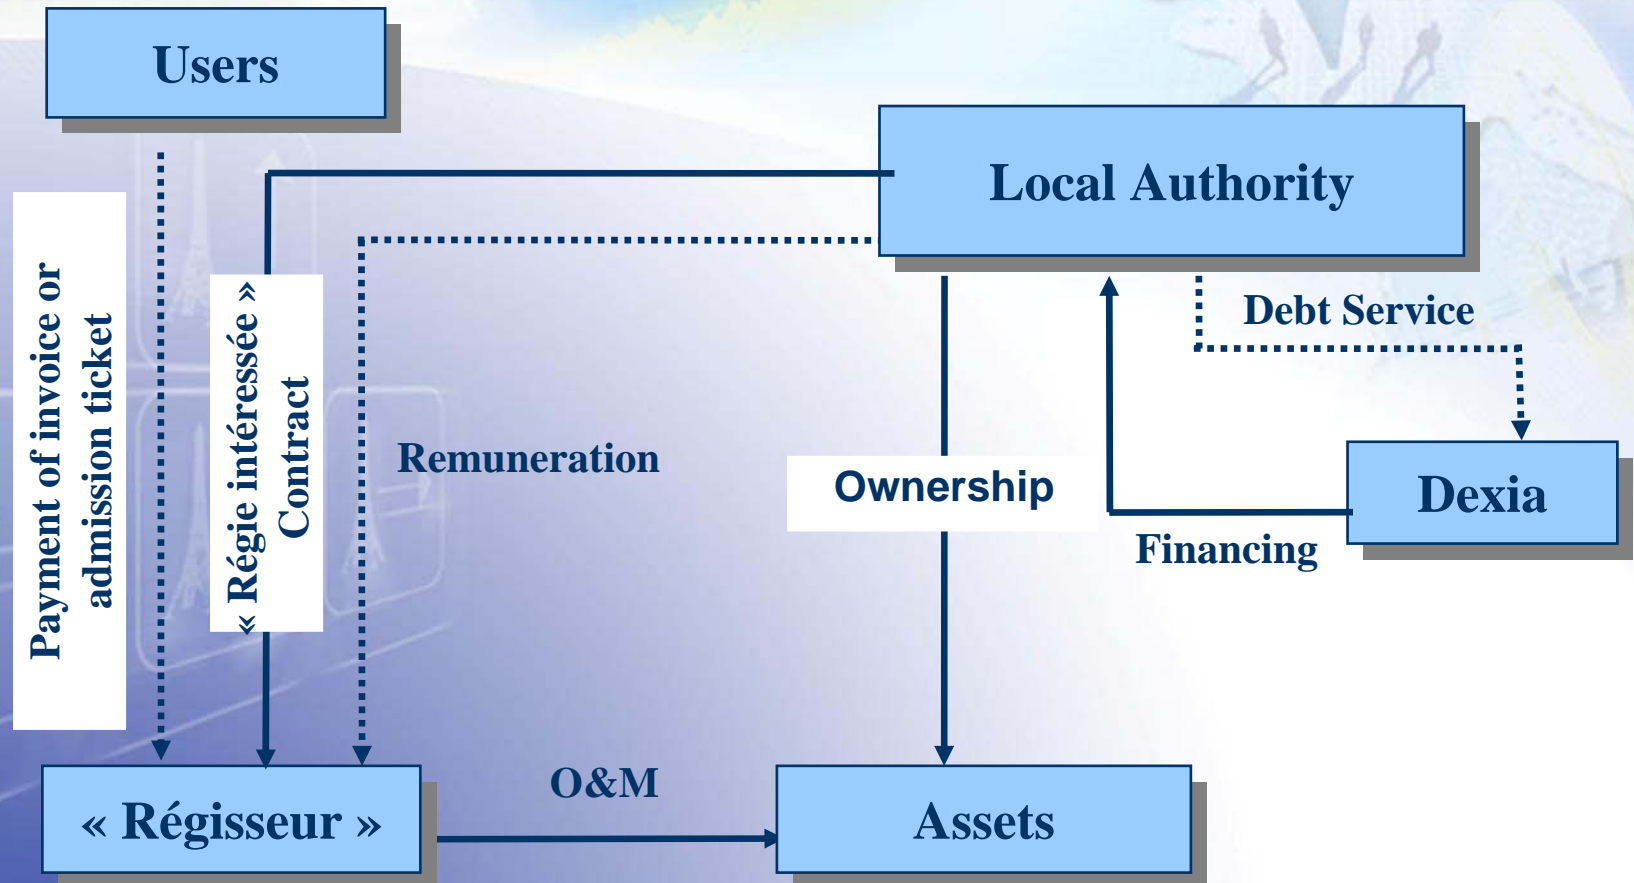 Users
Local Authority
Payment of invoice or
admission ticket
« Régie intéressée »
Contract
Remuneration
Ownership
Debt Service
Dexia
Financing
« Régisseur »
O&M
Assets